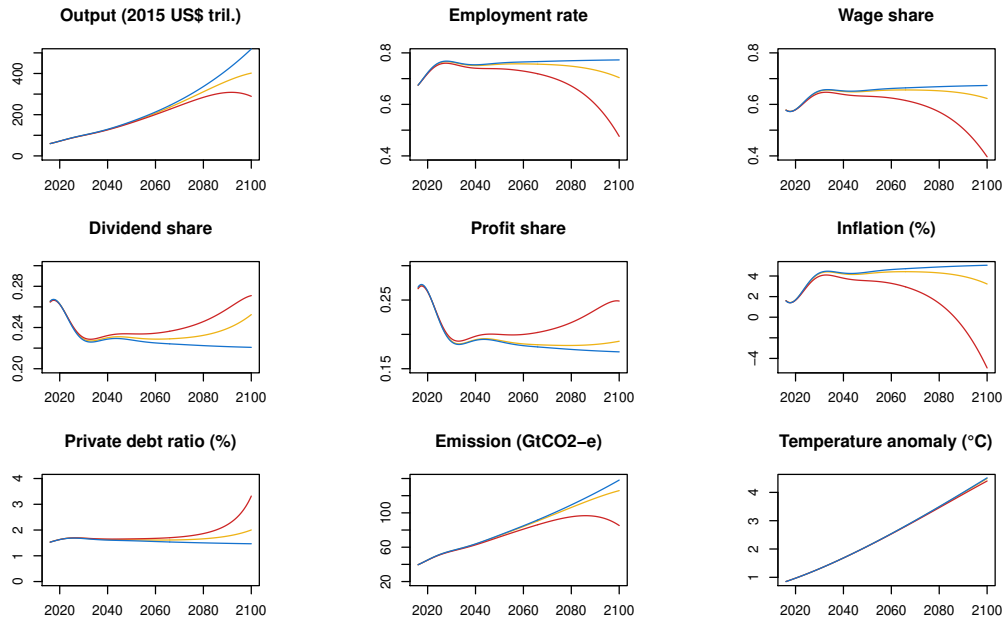 Output (2015 US$ tril.)
0 200 400
2020 2040 2060 2080 2100
Employment rate
0.4 0.6 0.8
2020 2040 2060 2080 2100
Wage share
0.4 0.6 0.8
2020 2040 2060 2080 2100
Dividend share
0.20 0.24 0.28
2020 2040 2060 2080 2100
Profit share
0.15 0.25
2020 2040 2060 2080 2100
Inflation (%)
−4 0 2 4
2020 2040 2060 2080 2100
Private debt ratio (%)
0 1 2 3 4
2020 2040 2060 2080 2100
Emission (GtCO2−e)
20 60 100
2020 2040 2060 2080 2100
Temperature anomaly (°C)
1 2 3 4
2020 2040 2060 2080 2100